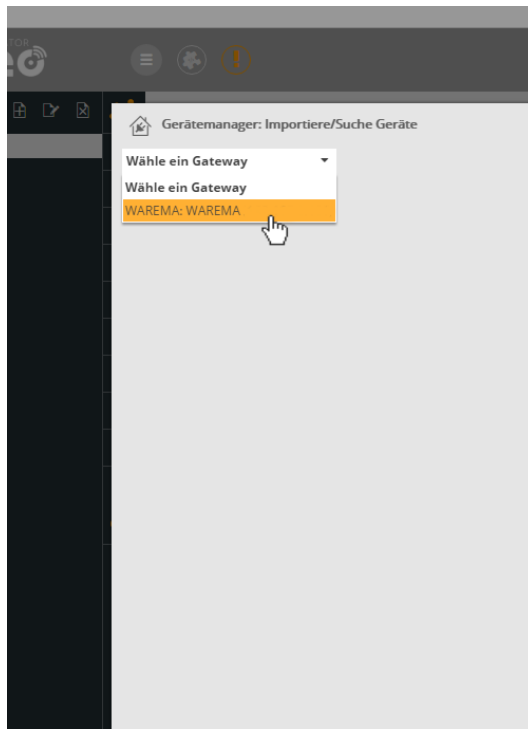 Gerätemanager: Importiere/Suche Geräte
Wähle ein Gateway
Wähle ein Gateway
WAREMA: WAREMA